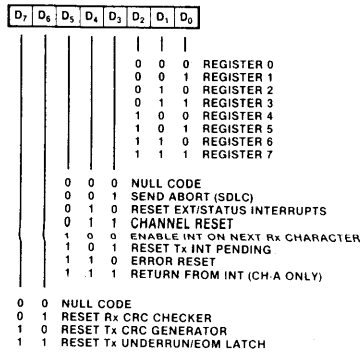 D7 D6 D5 D4 D3 D2 D1 D0
0 0 0 REGISTER 0
0 0 1 REGISTER 1
0 1 0 REGISTER 2
0 1 1 REGISTER 3
1 0 0 REGISTER 4
1 0 1 REGISTER 5
1 1 0 REGISTER 6
1 1 1 REGISTER 7
0 0 0 NULL CODE
0 0 1 SEND ABORT (SDLC)
0 1 0 RESET EXT/STATUS INTERRUPTS
0 1 1 CHANNEL RESET
1 0 0 ENABLE INT ON NEXT Rx CHARACTER
1 0 1 RESET Tx INT PENDING
1 1 0 ERROR RESET
1 1 1 RETURN FROM INT (CH-A ONLY)
0 0 NULL CODE
0 1 RESET Rx CRC CHECKER
1 0 RESET Tx CRC GENERATOR
1 1 RESET Tx UNDERRUN/EOM LATCH